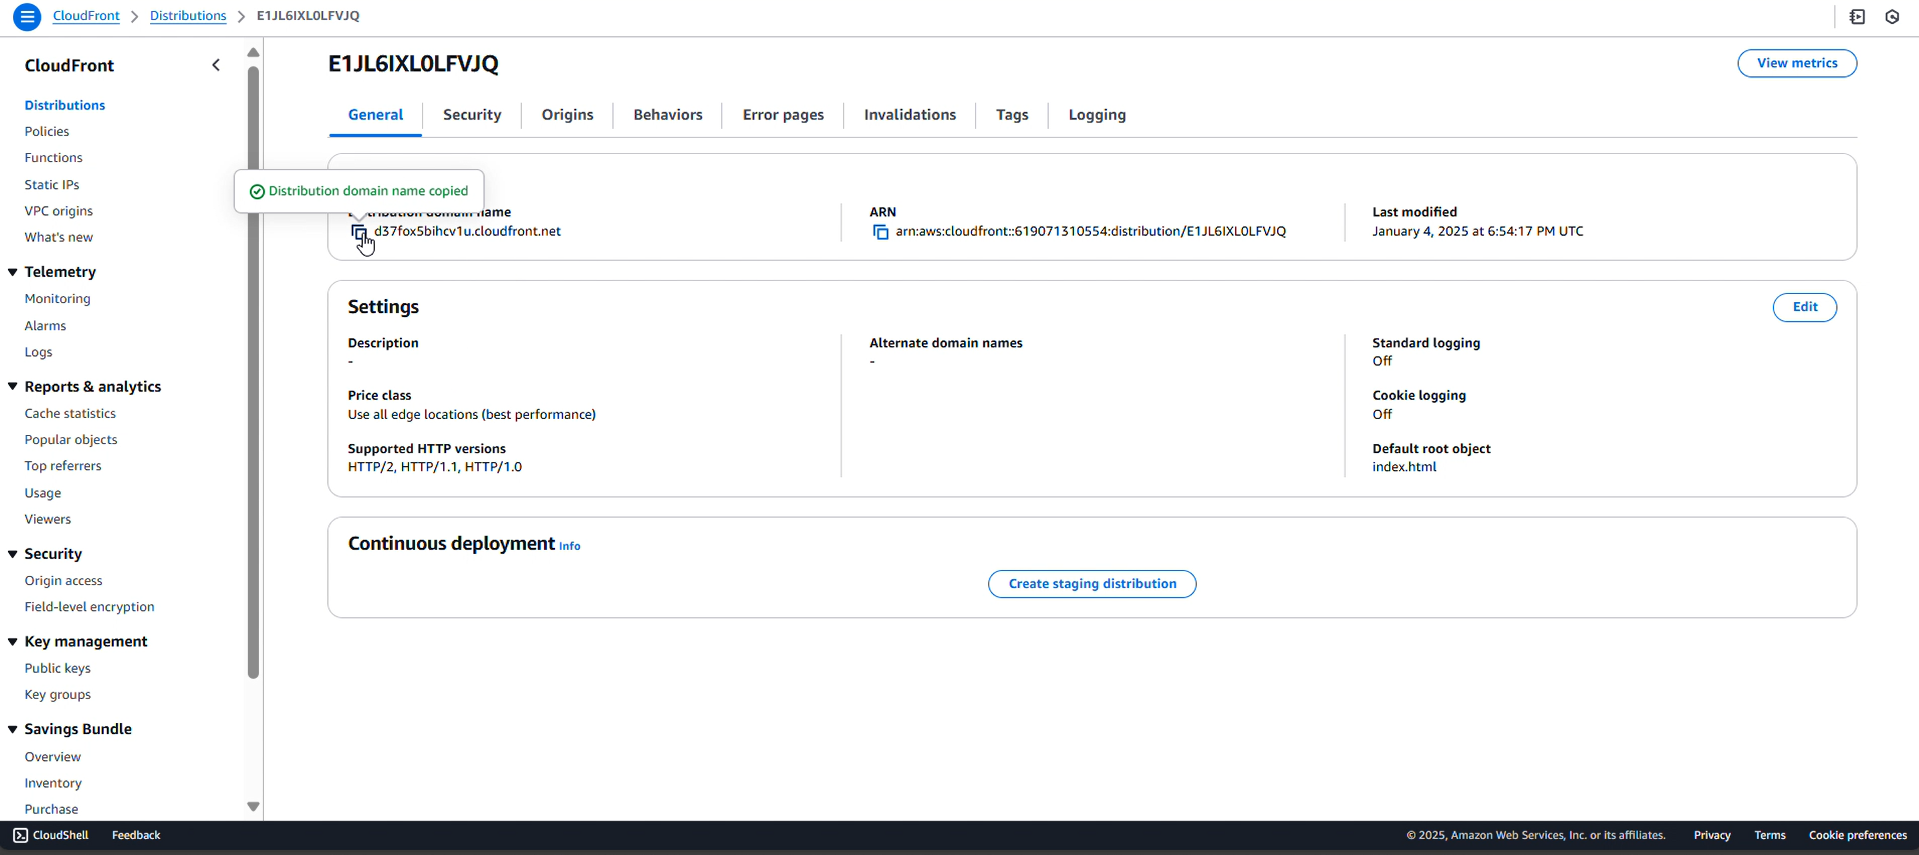 CloudFront > Distributions > E1JL6IXL0LFVJQ
CloudFront
Distributions
Policies
Functions
Static IPs
VPC origins
What's new
Telemetry
Monitoring
Alarms
Logs
Reports & analytics
Cache statistics
Popular objects
Top referrers
Usage
Viewers
Security
Origin access
Field-level encryption
Key management
Public keys
Key groups
Savings Bundle
Overview
Inventory
Purchase
E1JL6IXL0LFVJQ
View metrics
General
Security
Origins
Behaviors
Error pages
Invalidations
Tags
Logging
Distribution domain name copied
Distribution domain name
d37fox5bihcv1u.cloudfront.net
ARN
arn:aws:cloudfront::619071310554:distribution/E1JL6IXL0LFVJQ
Last modified
January 4, 2025 at 6:54:17 PM UTC
Settings
Edit
Description
-
Price class
Use all edge locations (best performance)
Supported HTTP versions
HTTP/2, HTTP/1.1, HTTP/1.0
Alternate domain names
-
Standard logging
Off
Cookie logging
Off
Default root object
index.html
Continuous deployment Info
Create staging distribution
CloudShell
Feedback
© 2025, Amazon Web Services, Inc. or its affiliates.
Privacy
Terms
Cookie preferences